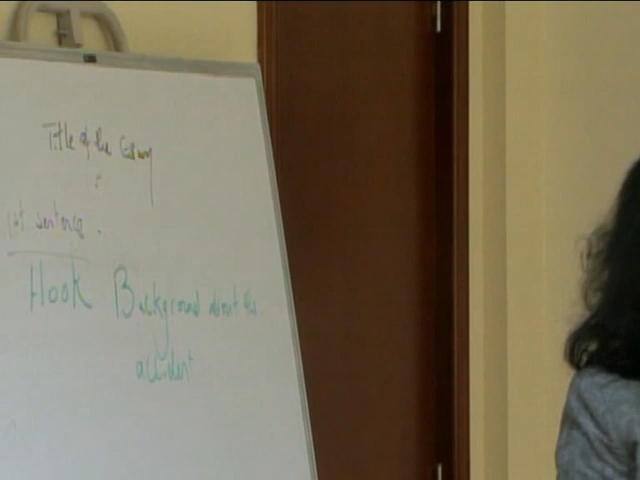 Title of the Essay
1st sentence.
Hook Background about the
accident